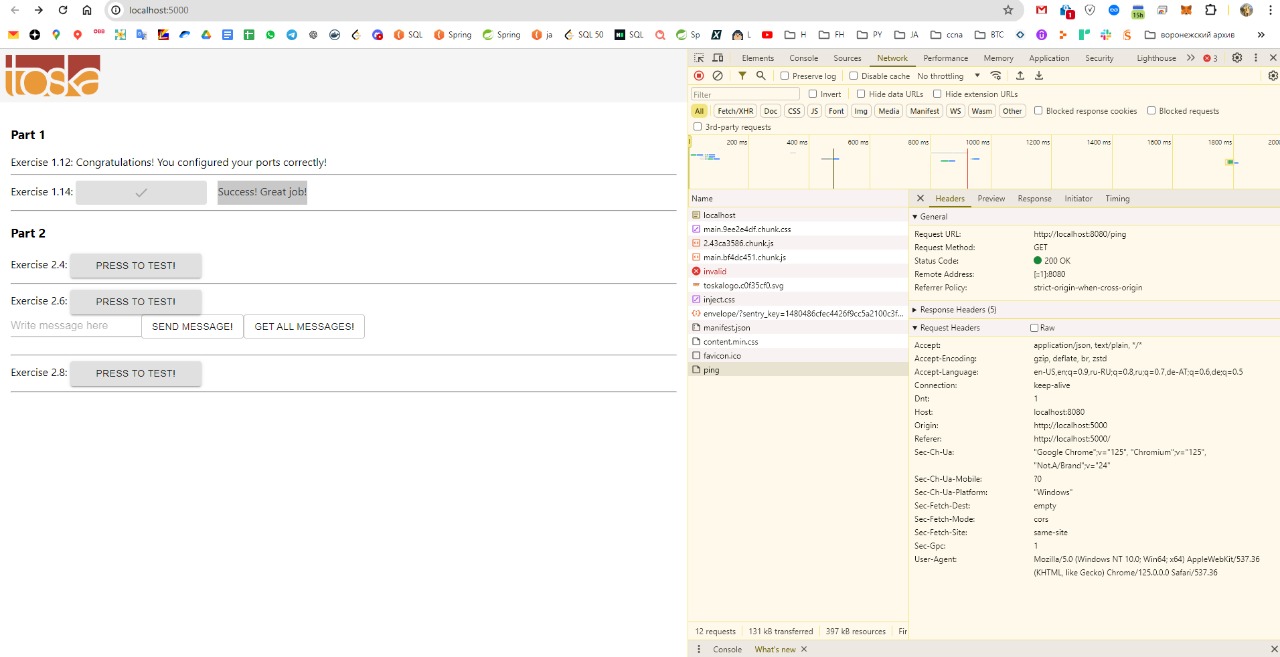 localhost:5000
1
15h
SQL
Spring
Spring
ja
SQL 50
SQL
Sp
L
H
FH
PY
JA
ccna
BTC
воронежский архив
toska
Part 1
Exercise 1.12: Congratulations! You configured your ports correctly!
Exercise 1.14:
Success! Great job!
Part 2
Exercise 2.4: PRESS TO TEST!
Exercise 2.6: PRESS TO TEST!
Write message here SEND MESSAGE! GET ALL MESSAGES!
Exercise 2.8: PRESS TO TEST!
Elements Console Sources Network Performance Memory Application Security Lighthouse 3
Preserve log Disable cache No throttling
Filter Invert Hide data URLs Hide extension URLs
All Fetch/XHR Doc CSS JS Font Img Media Manifest WS Wasm Other Blocked response cookies Blocked requests
3rd-party requests
200 ms 400 ms 600 ms 800 ms 1000 ms 1200 ms 1400 ms 1600 ms 1800 ms 2000
Name
localhost
main.9ee2e4df.chunk.css
2.43ca3586.chunk.js
main.bf4dc451.chunk.js
invalid
toskalogo.c0f35cf0.svg
inject.css
envelope/?sentry_key=1480486cfec4426f9cc5a2100c3f...
manifest.json
content.min.css
favicon.ico
ping
12 requests 131 kB transferred 397 kB resources Fir
Headers Preview Response Initiator Timing
General
Request URL: http://localhost:8080/ping
Request Method: GET
Status Code: 200 OK
Remote Address: [::1]:8080
Referrer Policy: strict-origin-when-cross-origin
Response Headers (5)
Request Headers Raw
Accept: application/json, text/plain, */*
Accept-Encoding: gzip, deflate, br, zstd
Accept-Language: en-US,en;q=0.9,ru-RU;q=0.8,ru;q=0.7,de-AT;q=0.6,de;q=0.5
Connection: keep-alive
Dnt: 1
Host: localhost:8080
Origin: http://localhost:5000
Referer: http://localhost:5000/
Sec-Ch-Ua: "Google Chrome";v="125", "Chromium";v="125",
"Not.A/Brand";v="24"
Sec-Ch-Ua-Mobile: ?0
Sec-Ch-Ua-Platform: "Windows"
Sec-Fetch-Dest: empty
Sec-Fetch-Mode: cors
Sec-Fetch-Site: same-site
Sec-Gpc: 1
User-Agent: Mozilla/5.0 (Windows NT 10.0; Win64; x64) AppleWebKit/537.36
(KHTML, like Gecko) Chrome/125.0.0.0 Safari/537.36
Console What's new